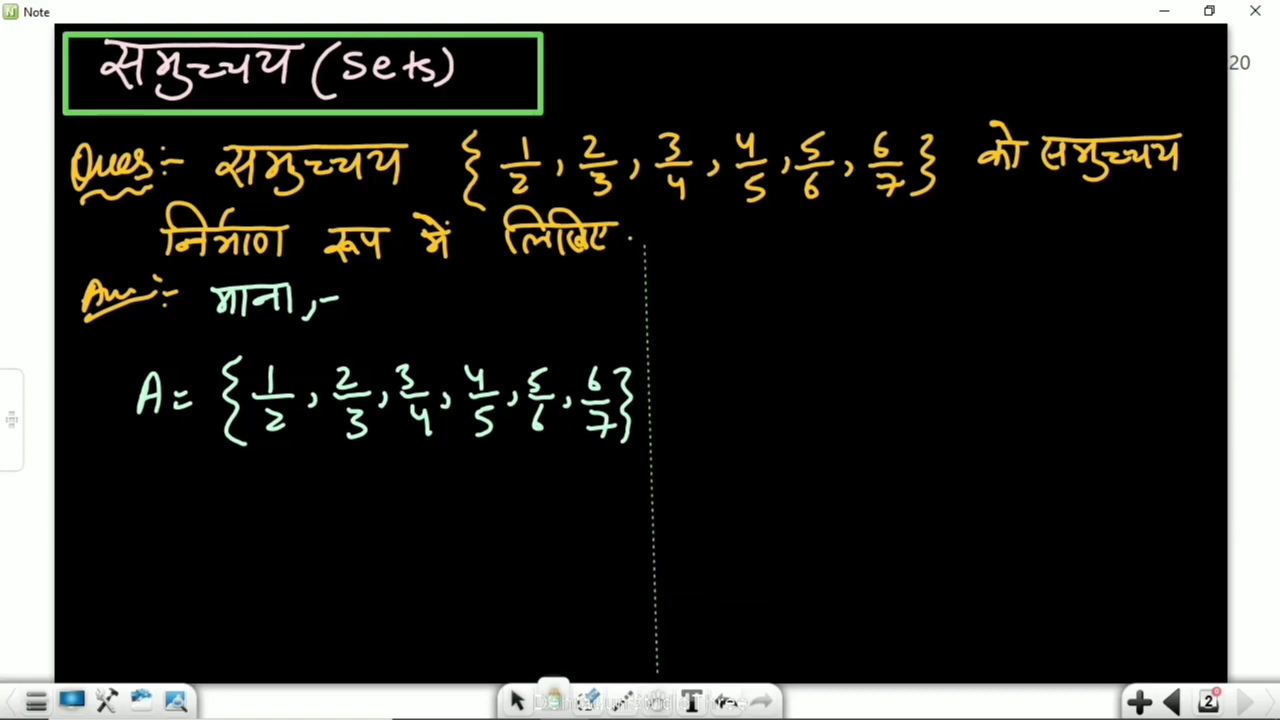 Note
20
समुच्चय (Sets)
Ques:- समुच्चय {1/2, 2/3, 3/4, 4/5, 5/6, 6/7} को समुच्चय
निर्माण रूप में लिखिए.
Ans:- माना,-
A = {1/2, 2/3, 3/4, 4/5, 5/6, 6/7}
2